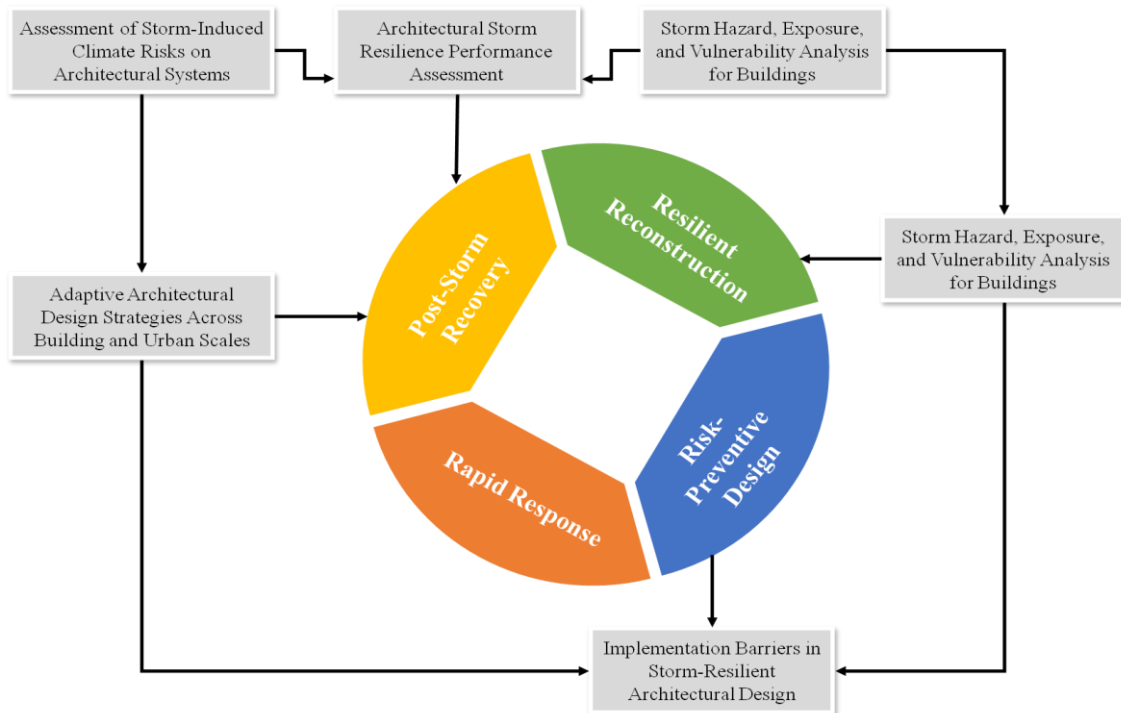 Assessment of Storm-Induced
Climate Risks on
Architectural Systems
Architectural Storm
Resilience Performance
Assessment
Storm Hazard, Exposure,
and Vulnerability Analysis
for Buildings
Resilient
Reconstruction
Post-Storm
Recovery
Storm Hazard, Exposure,
and Vulnerability Analysis
for Buildings
Adaptive Architectural
Design Strategies Across
Building and Urban Scales
Risk-
Preventive
Design
Rapid Response
Implementation Barriers in
Storm-Resilient
Architectural Design